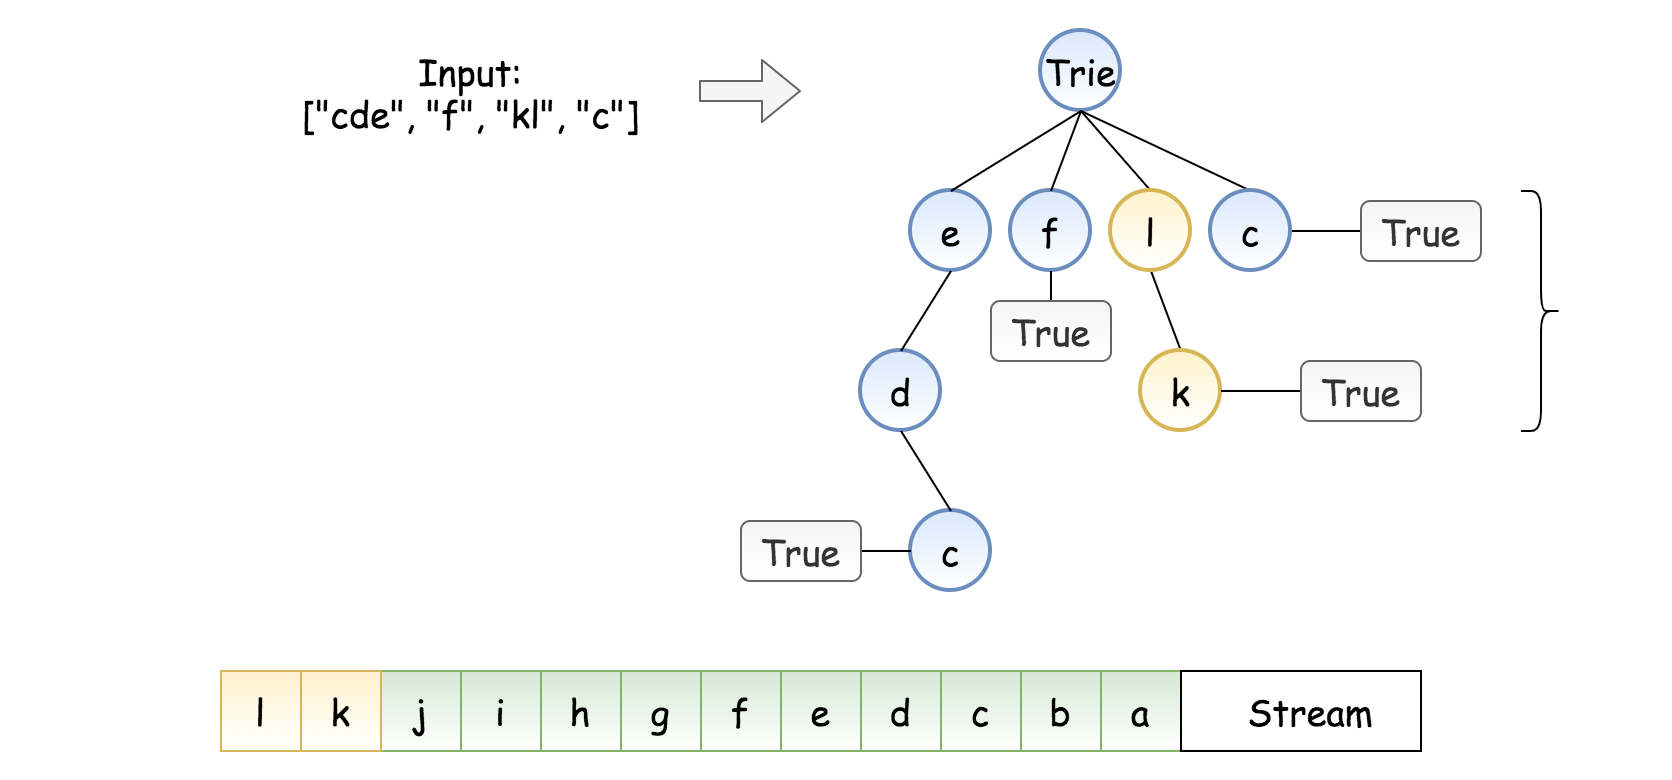 Input:
["cde", "f", "kl", "c"]
Trie
e f l c True
True
d k True
True c
l k j i h g f e d c b a Stream